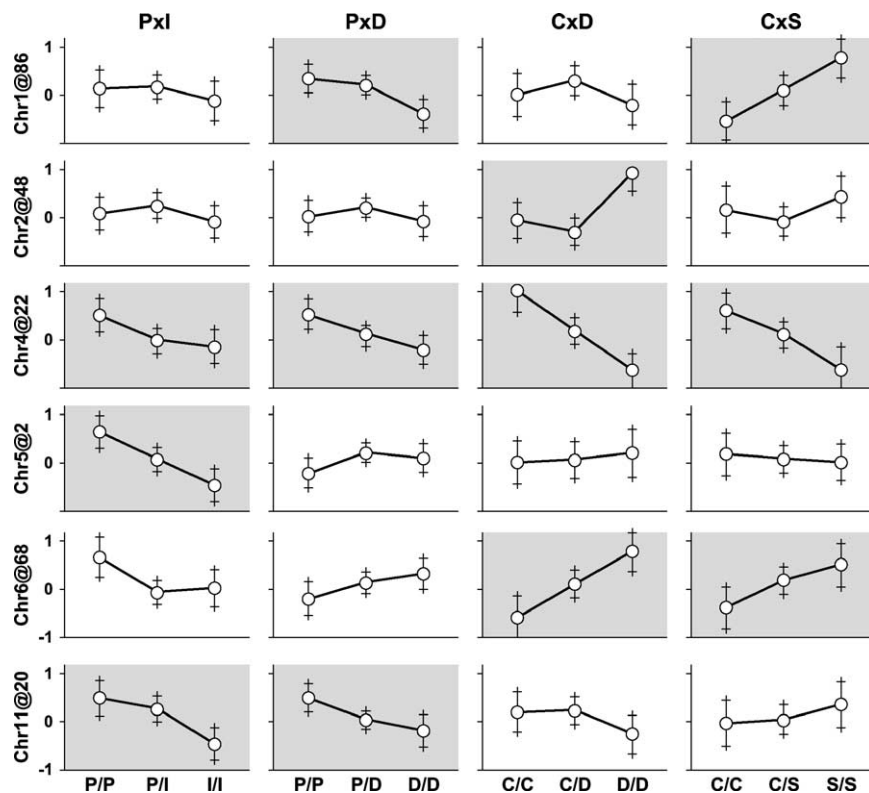 PxI PxD CxD CxS
Chr1@86
1
0
Chr2@48
1
0
Chr4@22
1
0
Chr5@2
1
0
Chr6@68
1
0
-1
Chr11@20
1
0
-1
P/P P/I I/I P/P P/D D/D C/C C/D D/D C/C C/S S/S